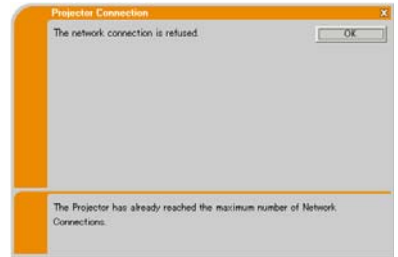 Projector Connection
x
The network connection is refused.
OK
The Projector has already reached the maximum number of Network
Connections.